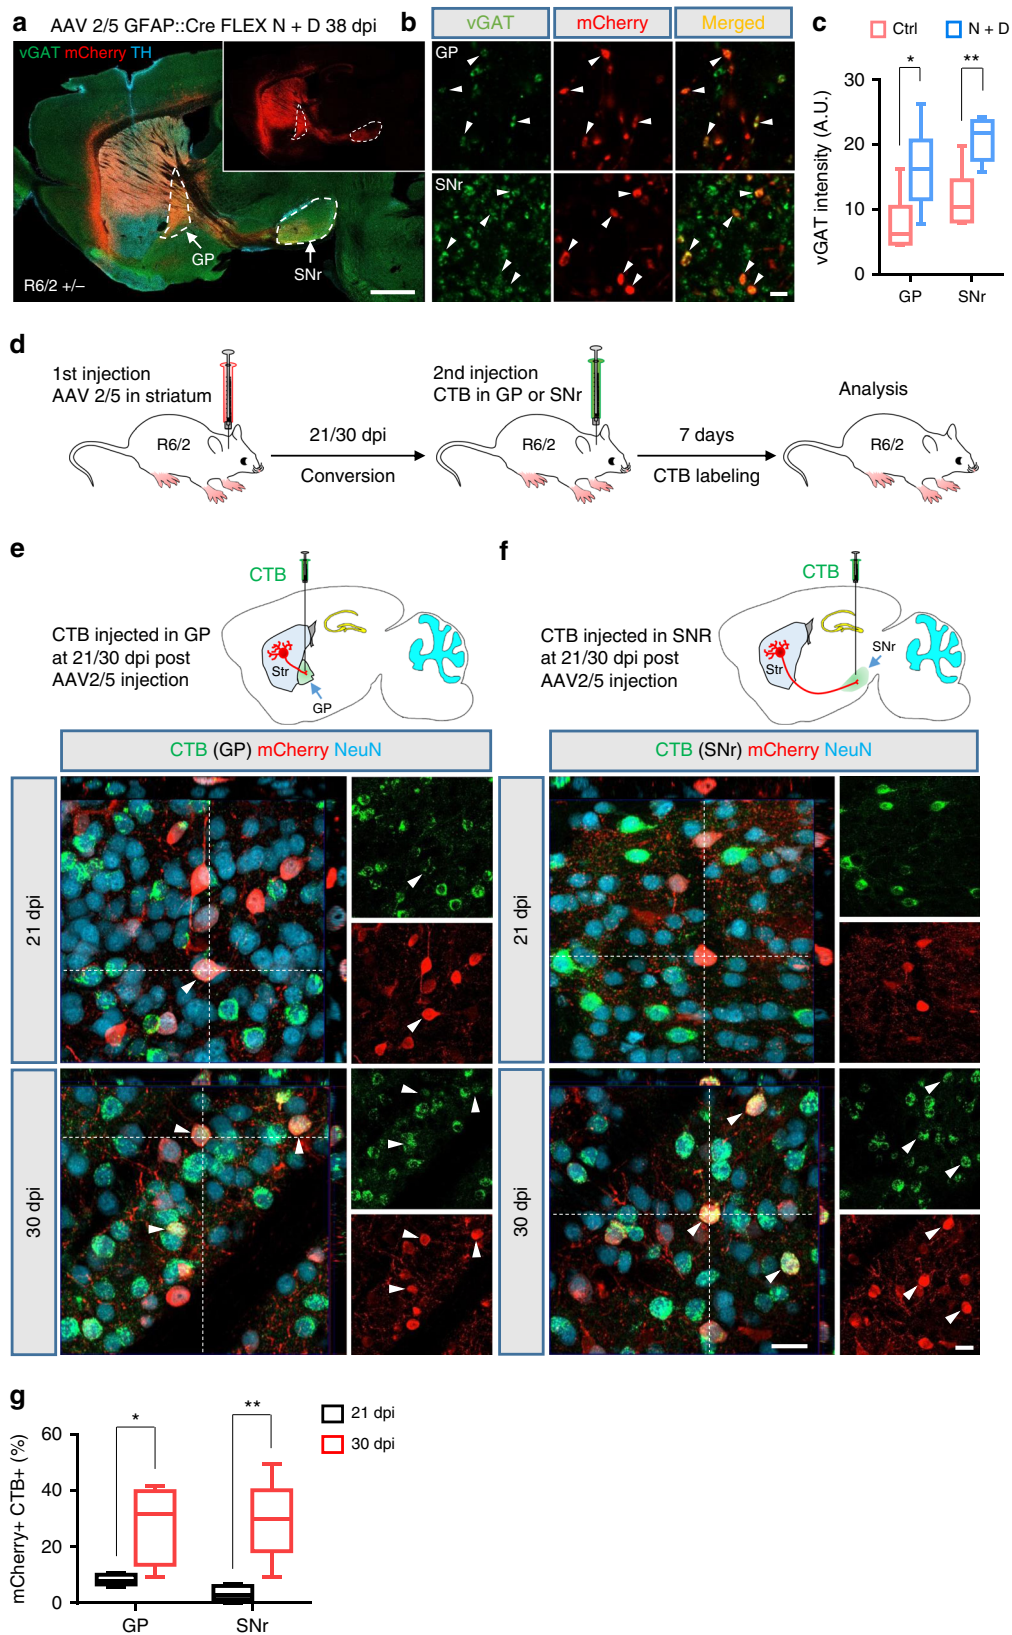 a AAV 2/5 GFAP::Cre FLEX N + D 38 dpi
vGAT mCherry TH
GP
SNr
R6/2 +/–
b
vGAT mCherry Merged
GP
SNr
c
Ctrl N + D
* **
vGAT intensity (A.U.)
30
20
10
0
GP SNr
d
1st injection
AAV 2/5 in striatum
R6/2
21/30 dpi
Conversion
2nd injection
CTB in GP or SNr
R6/2
7 days
CTB labeling
Analysis
R6/2
e
CTB
CTB injected in GP
at 21/30 dpi post
AAV2/5 injection
Str
GP
CTB (GP) mCherry NeuN
21 dpi
30 dpi
f
CTB
CTB injected in SNR
at 21/30 dpi post
AAV2/5 injection
SNr
Str
CTB (SNr) mCherry NeuN
21 dpi
30 dpi
g
* **
21 dpi
30 dpi
mCherry+ CTB+ (%)
60
40
20
0
GP SNr